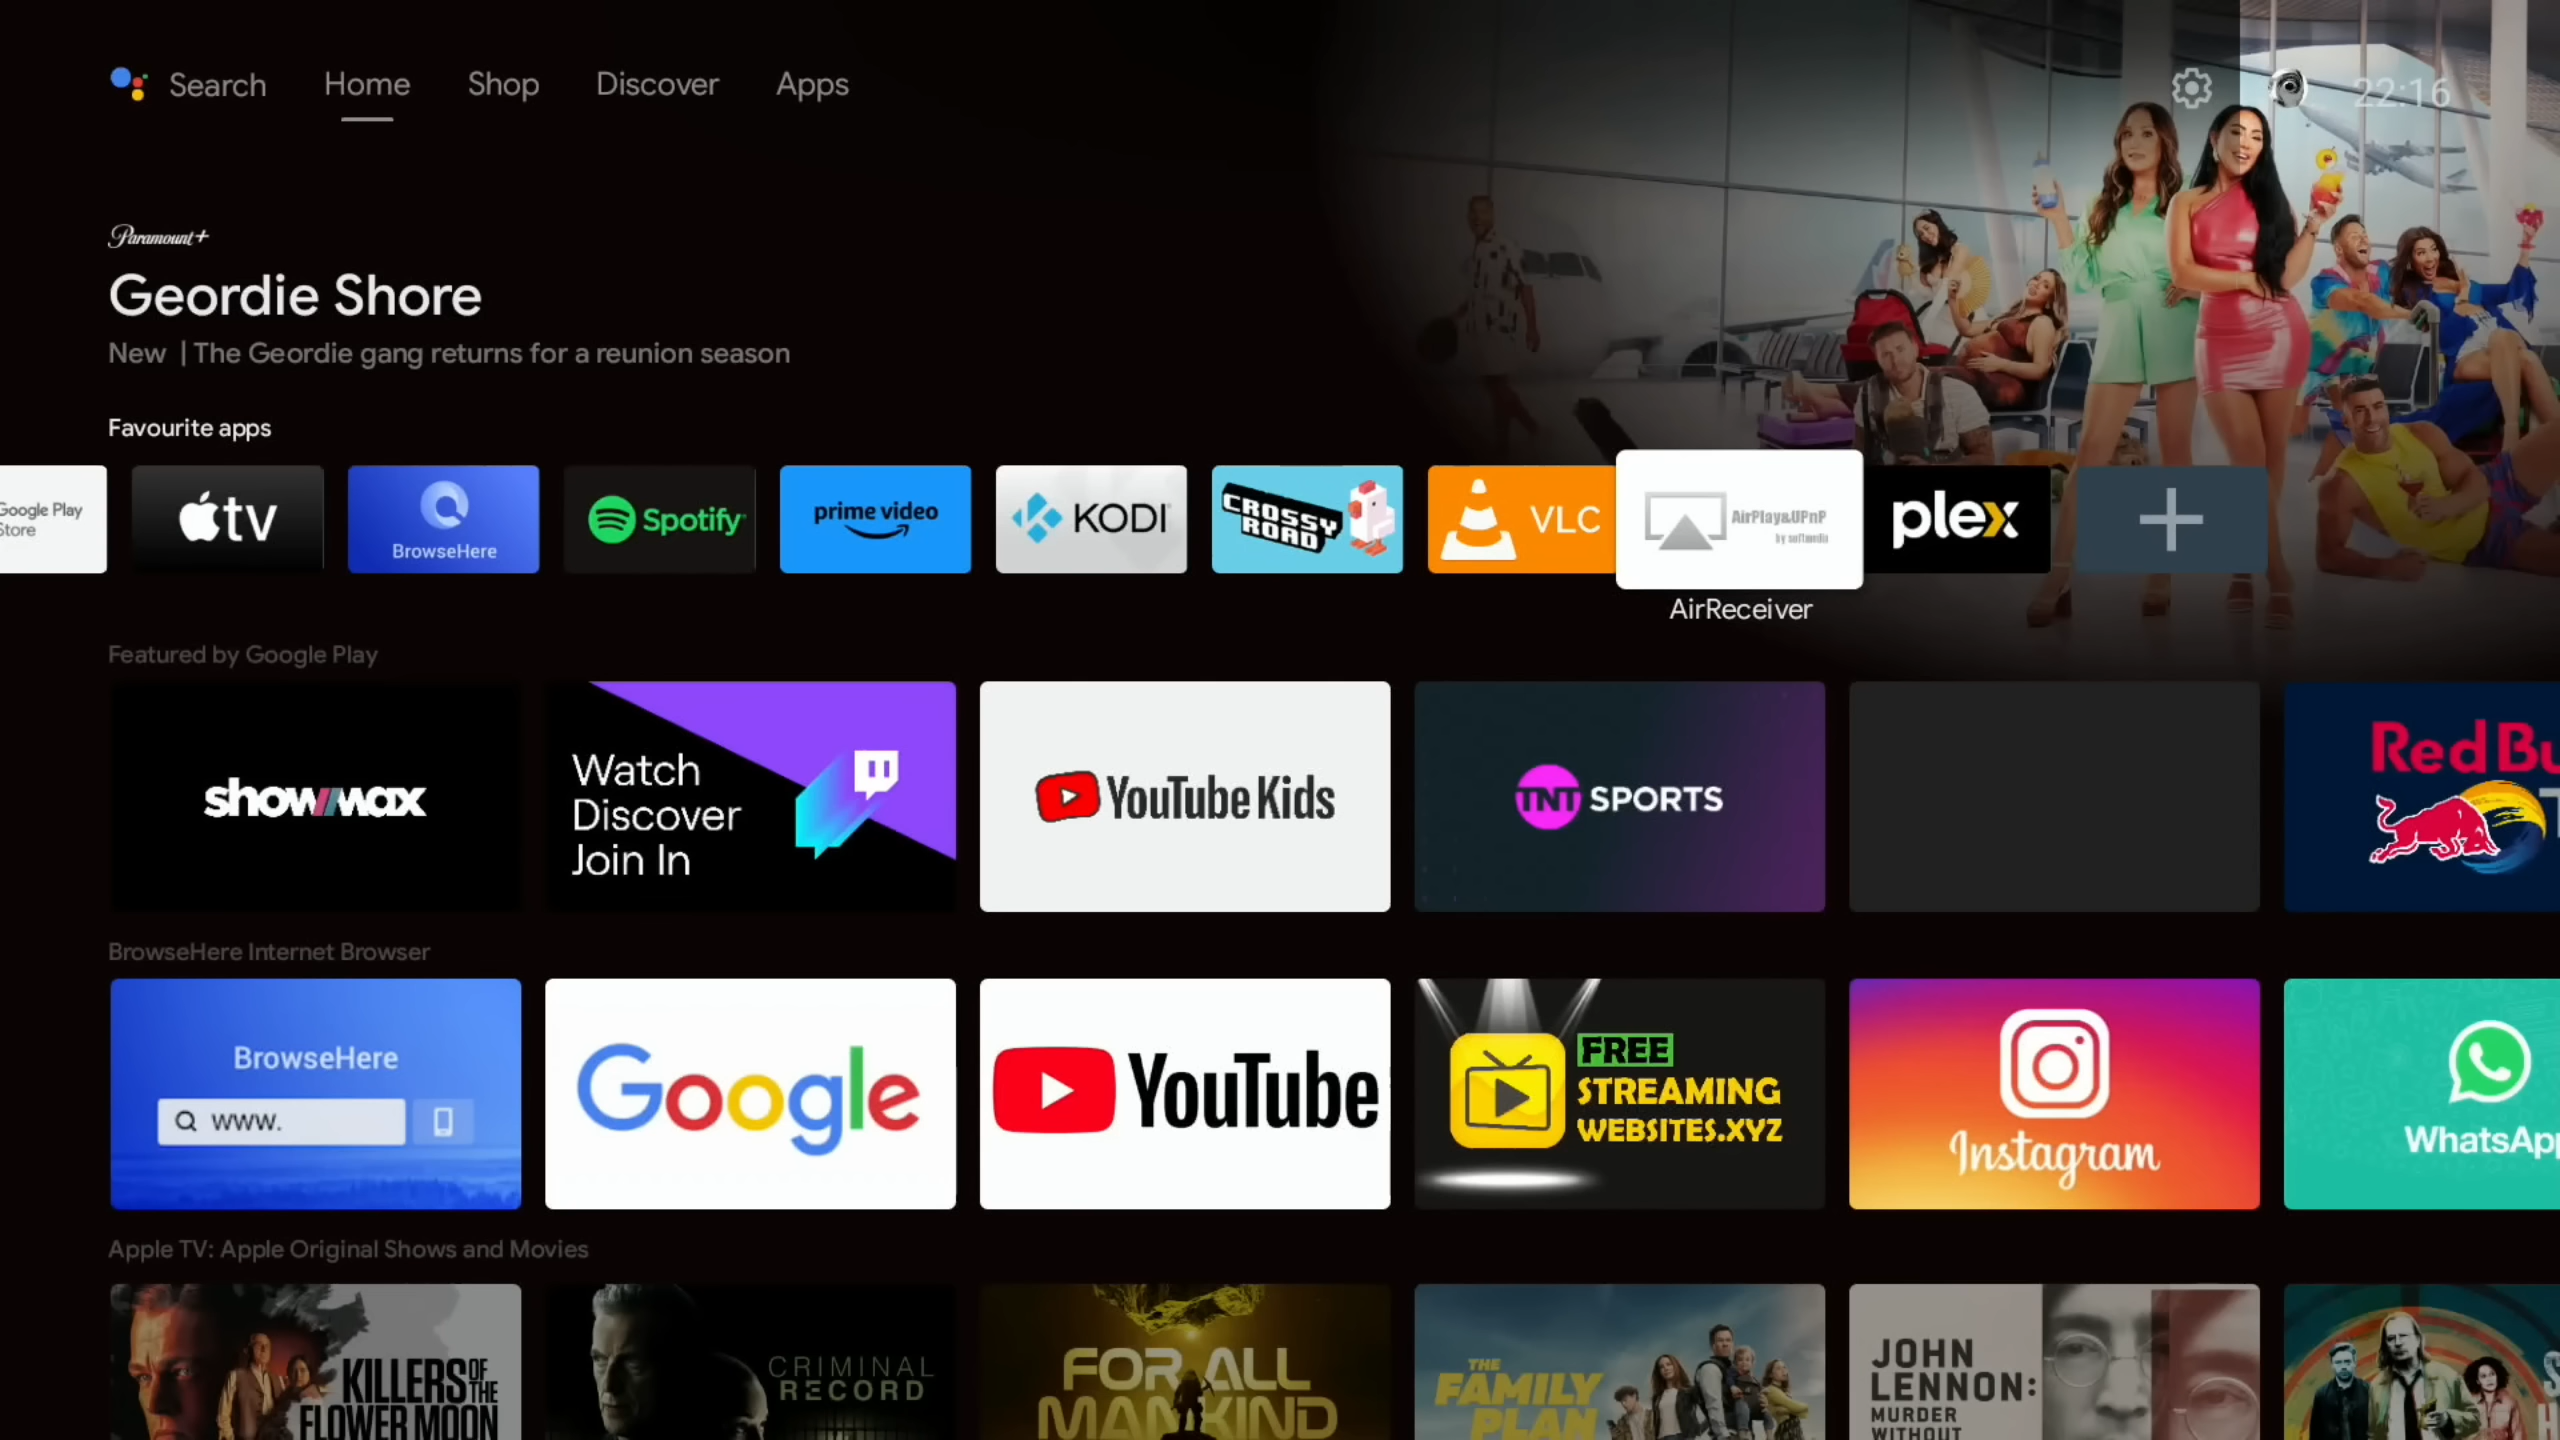 Search Home Shop Discover Apps
22:16
Paramount+
Geordie Shore
New | The Geordie gang returns for a reunion season
Favourite apps
Google Play
Store
tv
BrowseHere
Spotify
prime video
KODI
CROSSY
ROAD
VLC
AirPlay&UPnP
by softmedia
plex
AirReceiver
Featured by Google Play
showmax
Watch
Discover
Join In
YouTube Kids
TNT SPORTS
Red Bu
T
BrowseHere Internet Browser
BrowseHere
www.
Google
YouTube
FREE
STREAMING
WEBSITES.XYZ
Instagram
WhatsApp
Apple TV: Apple Original Shows and Movies
KILLERS OF THE
FLOWER MOON
CRIMINAL
RECORD
FOR ALL
MANKIND
THE
FAMILY
PLAN
JOHN
LENNON:
MURDER
WITHOUT